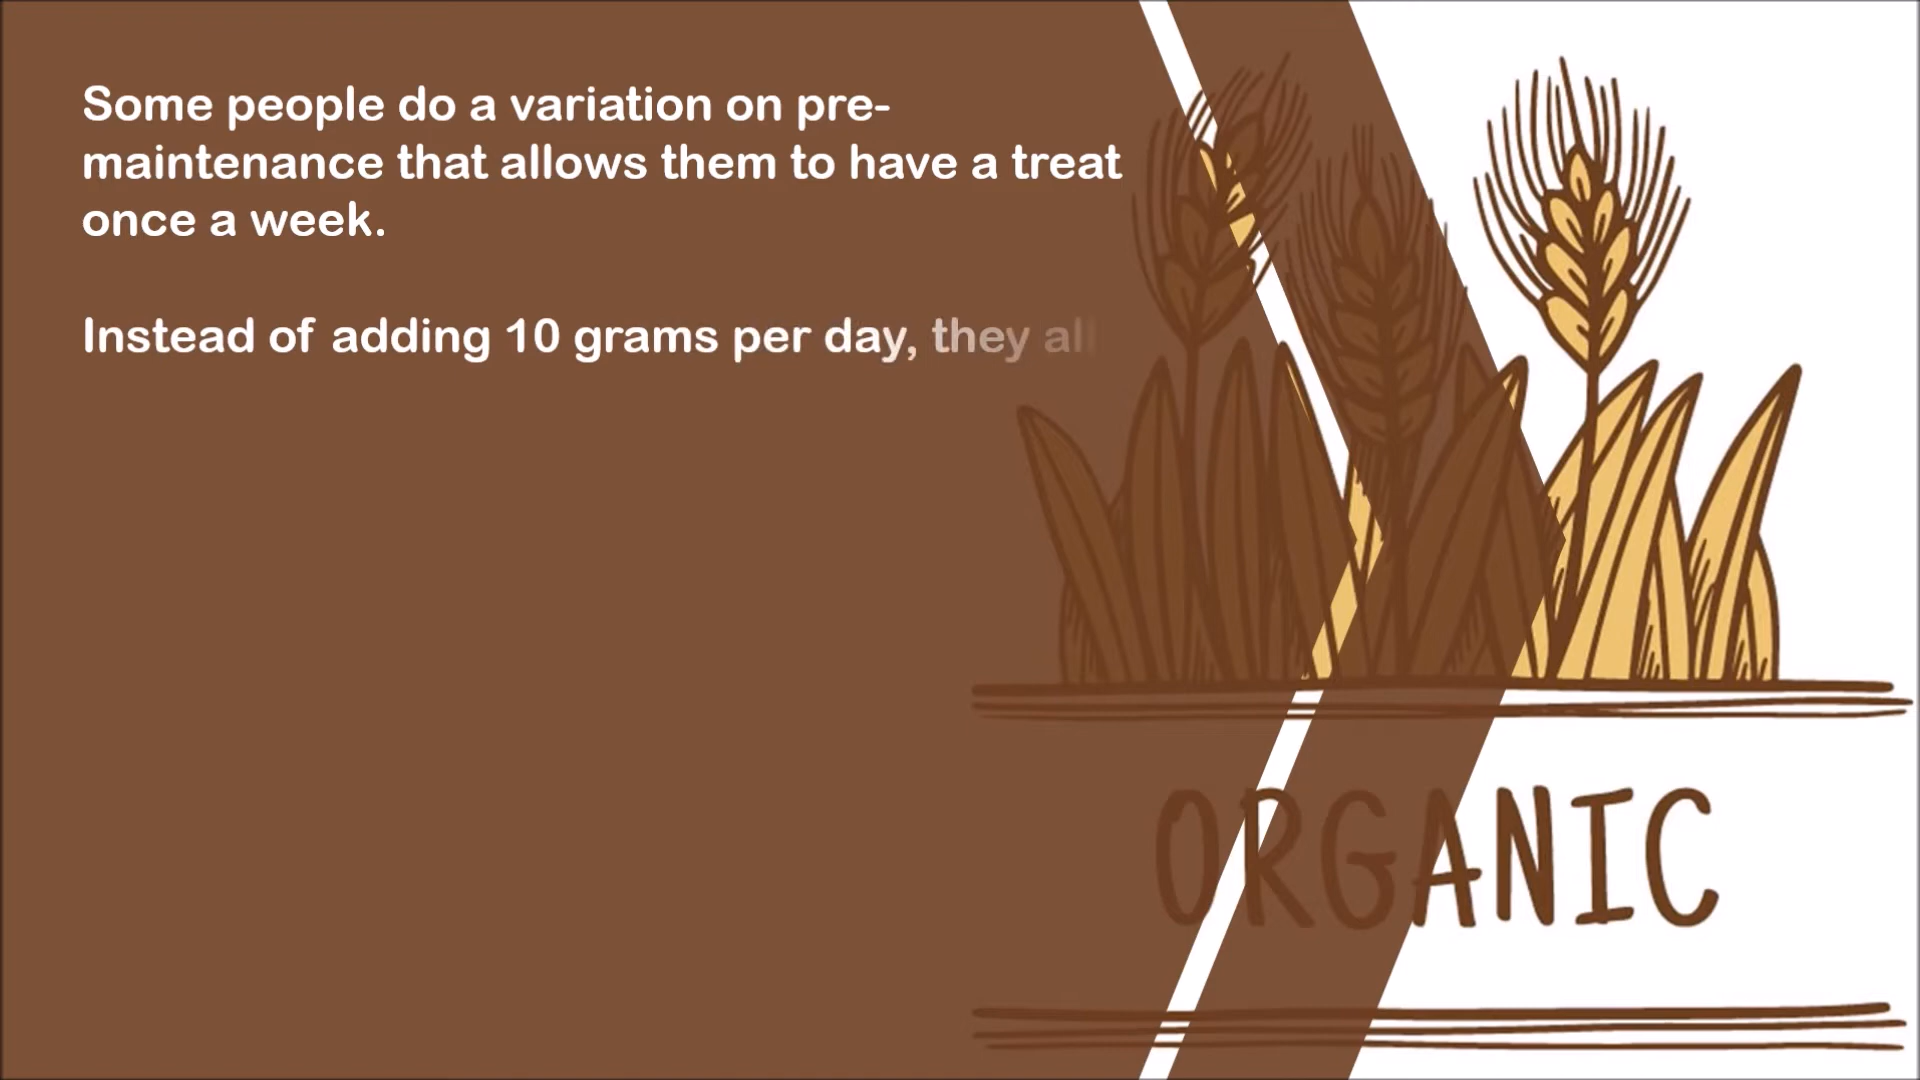 Some people do a variation on pre-
maintenance that allows them to have a treat
once a week.
Instead of adding 10 grams per day, they
ORGANIC